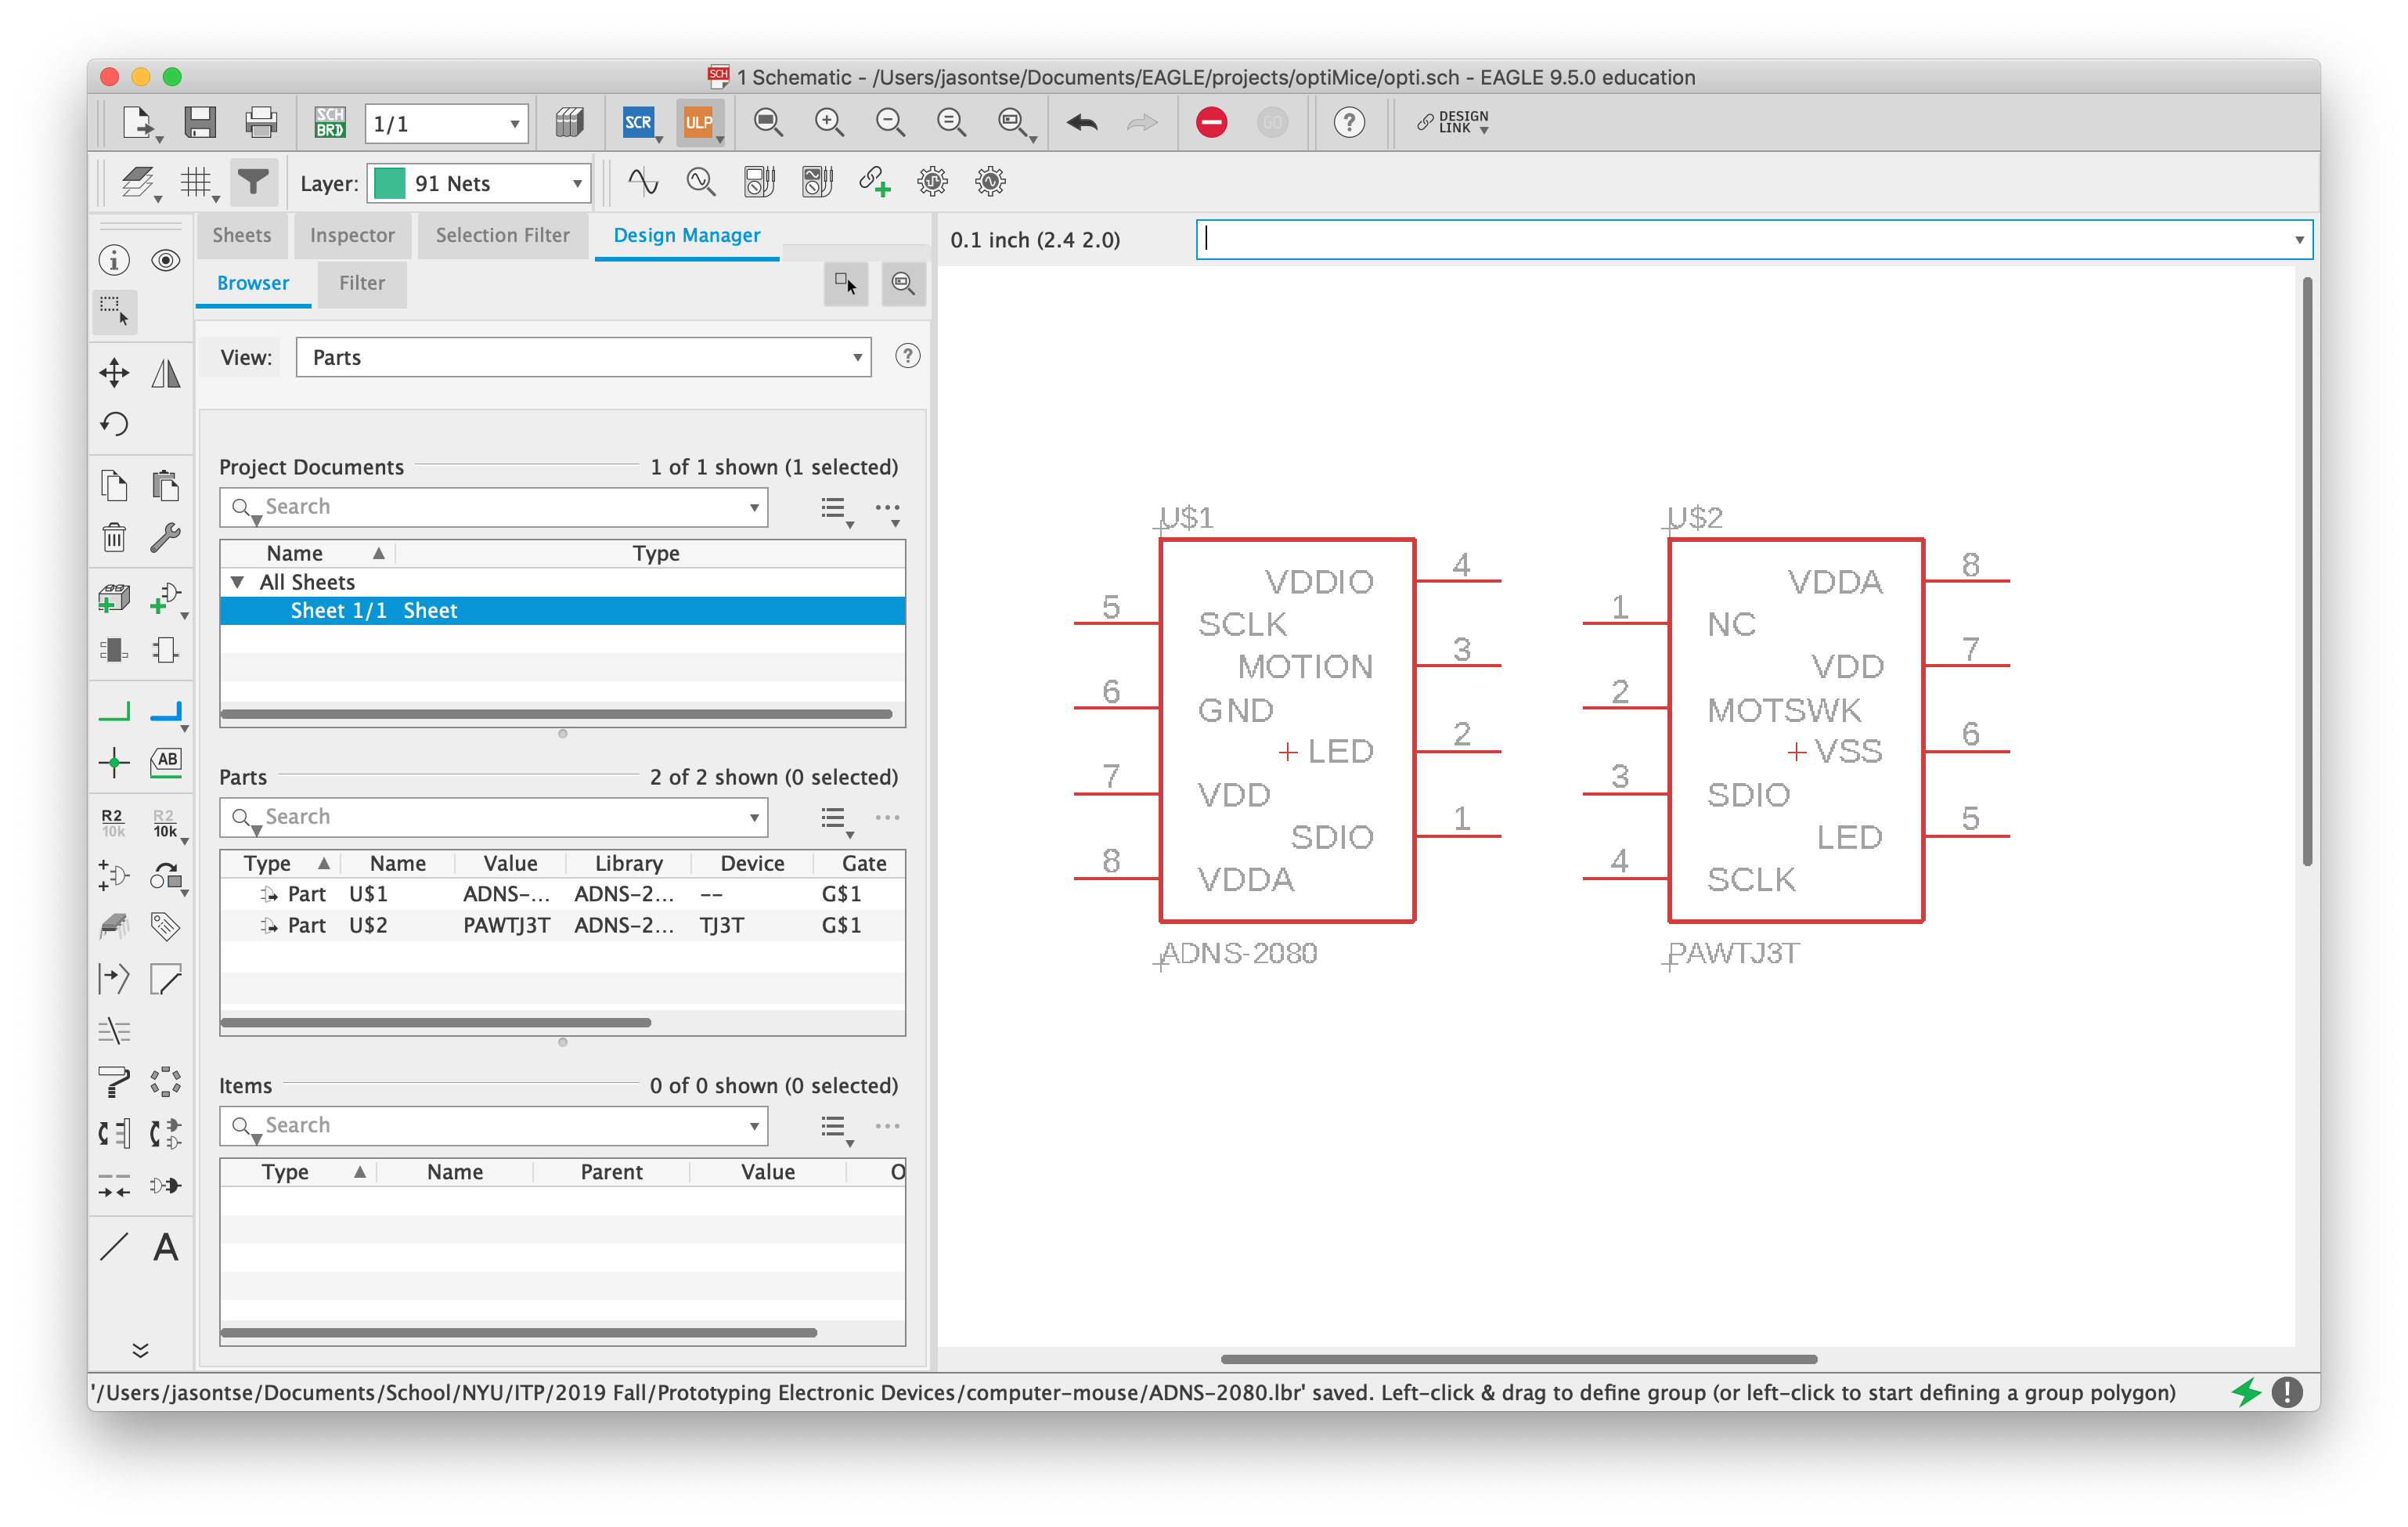 1 Schematic - /Users/jasontse/Documents/EAGLE/projects/optiMice/opti.sch - EAGLE 9.5.0 education
SCH
SCH BRD 1/1 SCR ULP GO ? DESIGN LINK
Layer: 91 Nets
Sheets Inspector Selection Filter Design Manager
0.1 inch (2.4 2.0)
Browser Filter
View: Parts ?
Project Documents 1 of 1 shown (1 selected)
Search
Name Type
All Sheets
Sheet 1/1 Sheet
Parts 2 of 2 shown (0 selected)
Search
Type Name Value Library Device Gate
Part U$1 ADNS-... ADNS-2... -- G$1
Part U$2 PAWTJ3T ADNS-2... TJ3T G$1
Items 0 of 0 shown (0 selected)
Search
Type Name Parent Value O
i
AB
R2 10k R2 10k
A
U$1
VDDIO 4
5 SCLK
MOTION 3
6 GND
LED 2
7 VDD
SDIO 1
8 VDDA
ADNS-2080
U$2
VDDA 8
1 NC
VDD 7
2 MOTSWK
VSS 6
3 SDIO
LED 5
4 SCLK
PAWTJ3T
'/Users/jasontse/Documents/School/NYU/ITP/2019 Fall/Prototyping Electronic Devices/computer-mouse/ADNS-2080.lbr' saved. Left-click & drag to define group (or left-click to start defining a group polygon)